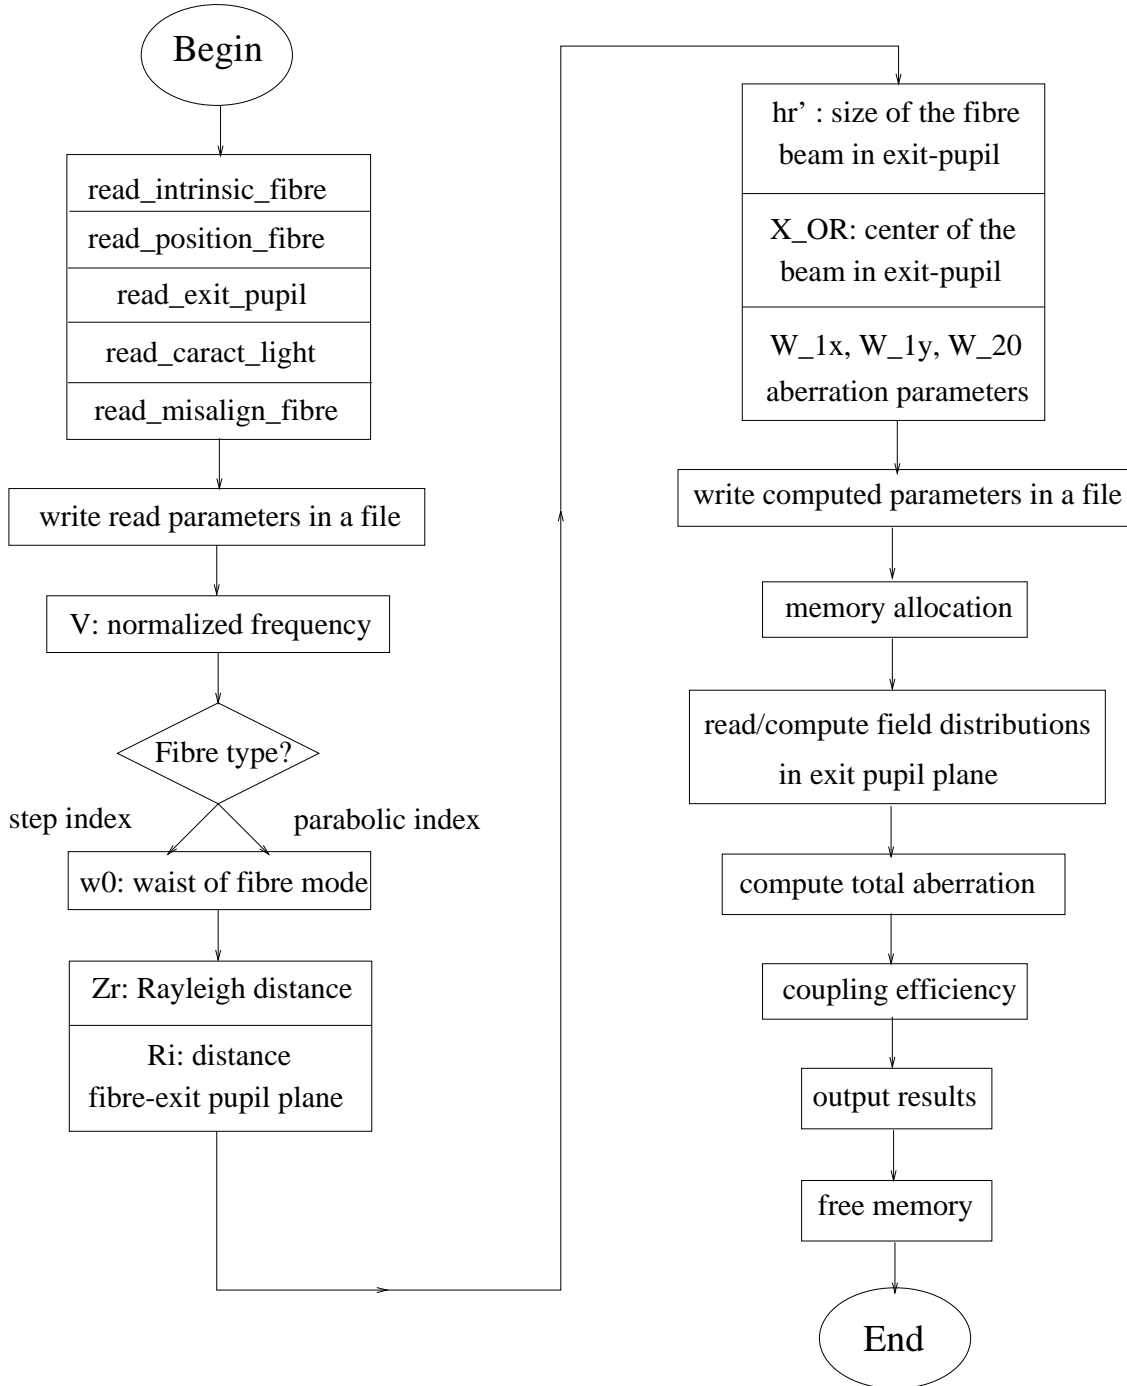 Begin
read_intrinsic_fibre
read_position_fibre
read_exit_pupil
read_caract_light
read_misalign_fibre
write read parameters in a file
V: normalized frequency
Fibre type?
step index
parabolic index
w0: waist of fibre mode
Zr: Rayleigh distance
Ri: distance
fibre-exit pupil plane
hr’ : size of the fibre
beam in exit-pupil
X_OR: center of the
beam in exit-pupil
W_1x, W_1y, W_20
aberration parameters
write computed parameters in a file
memory allocation
read/compute field distributions
in exit pupil plane
compute total aberration
coupling efficiency
output results
free memory
End